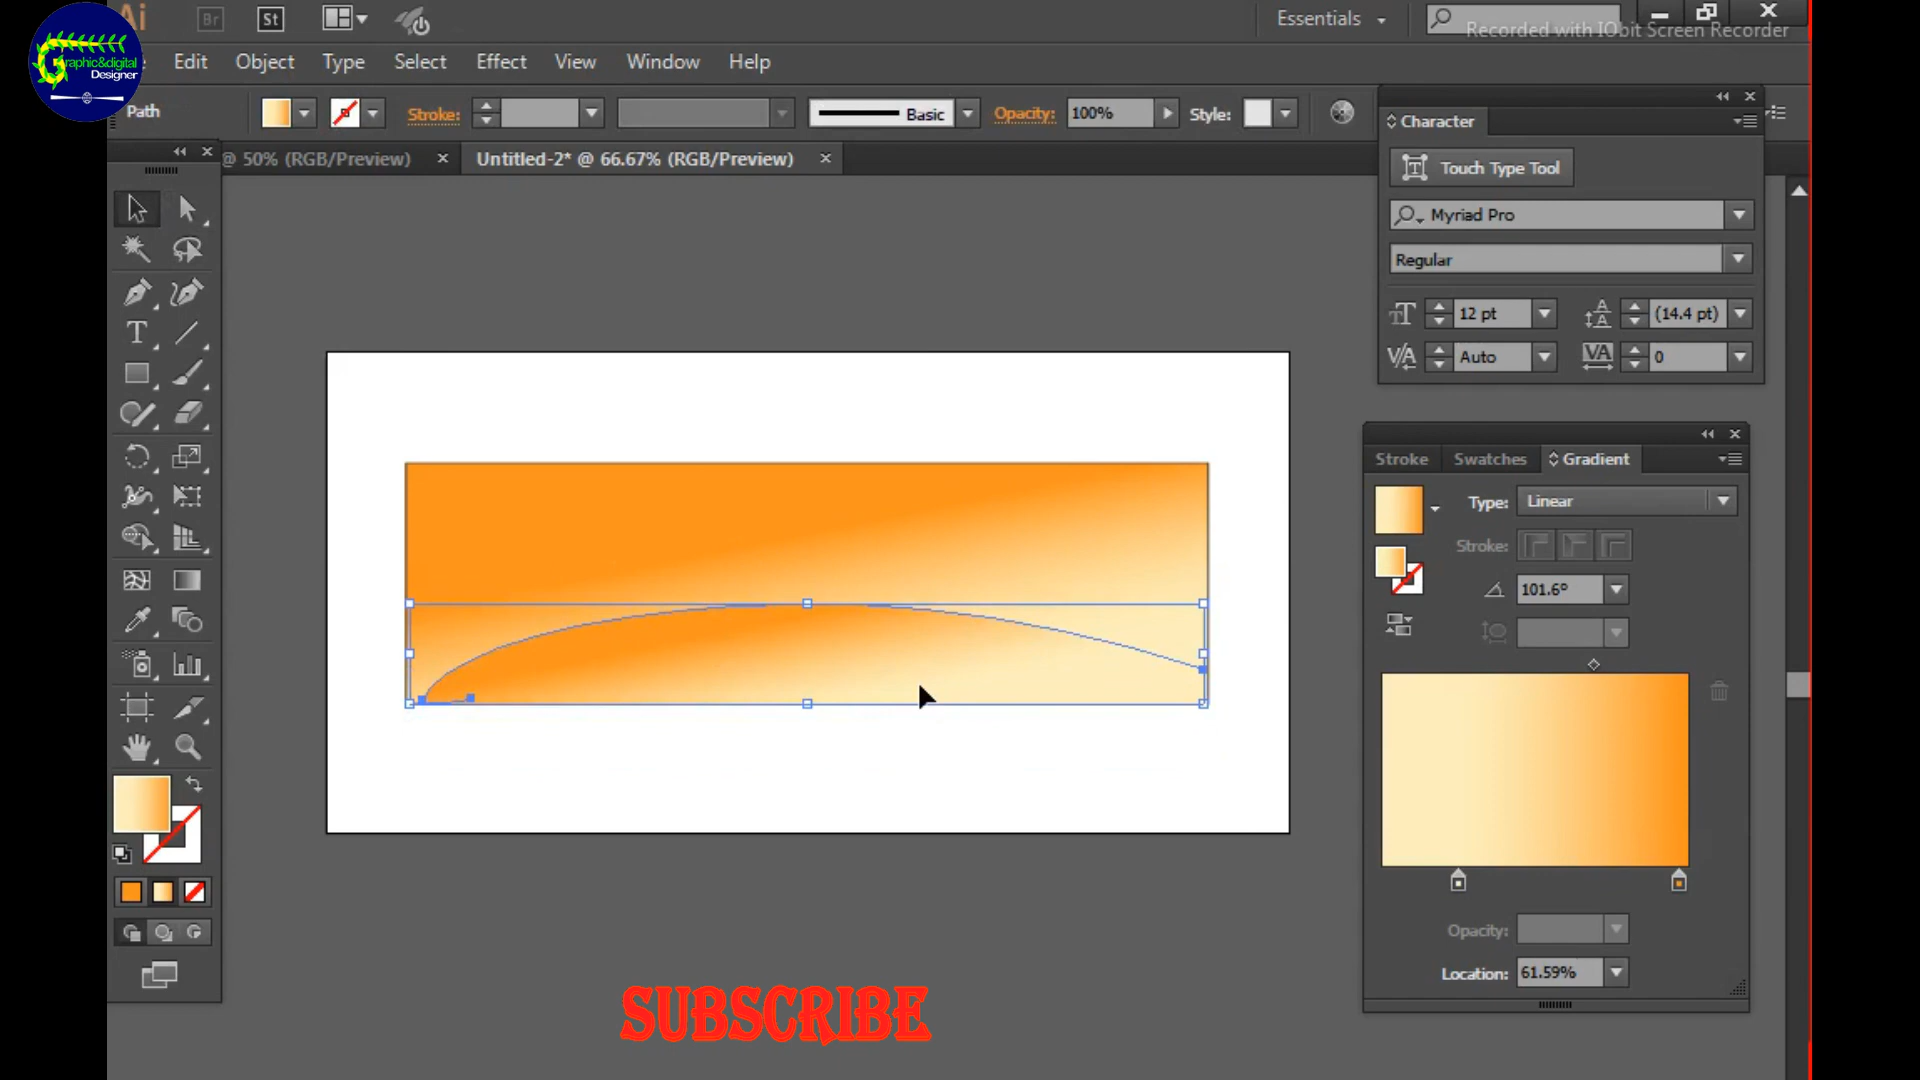 Ai
Br
St
Essentials
Recorded with IObit Screen Recorder
Graphic&digital
Designer
Edit
Object
Type
Select
Effect
View
Window
Help
Path
Stroke:
Basic
Opacity:
100%
Style:
@ 50% (RGB/Preview)
Untitled-2* @ 66.67% (RGB/Preview)
Character
Touch Type Tool
Myriad Pro
Regular
12 pt
(14.4 pt)
Auto
0
Stroke
Swatches
Gradient
Type:
Linear
Stroke:
101.6°
Opacity:
Location:
61.59%
SUBSCRIBE